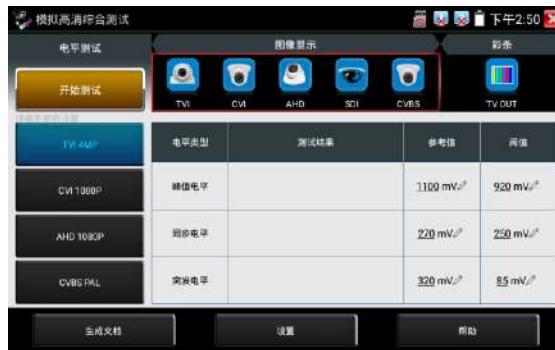 模拟高清综合测试 下午2:50
电平测试 图像显示 彩条
开始测试
TVI CVI AHD SDI CVBS TV OUT
TVI 4MP 电平类型 测试结果 参考值 阀值
CVI 1080P 峰值电平 1100 mV 920 mV
AHD 1080P 同步电平 270 mV 250 mV
CVBS PAL 突发电平 320 mV 85 mV
生成文档 设置 帮助